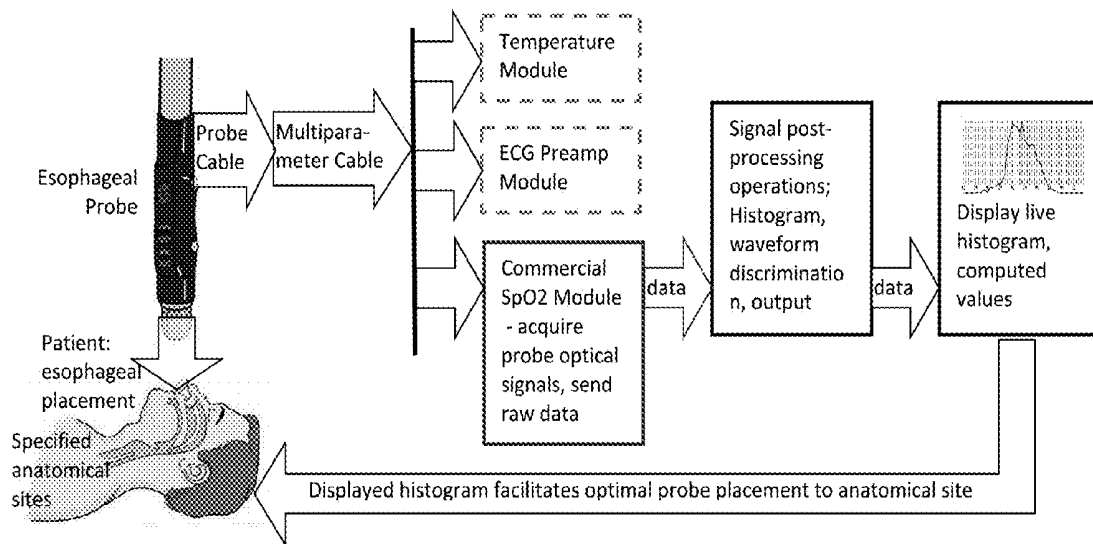 Temperature
Module
Probe
Cable
Multipara-
meter Cable
Esophageal
Probe
ECG Preamp
Module
Commercial
SpO2 Module
- acquire
probe optical
signals, send
raw data
data
Signal post-
processing
operations;
Histogram,
waveform
discriminatio
n, output
data
Display live
histogram,
computed
values
Patient:
esophageal
placement
Specified
anatomical
sites
Displayed histogram facilitates optimal probe placement to anatomical site